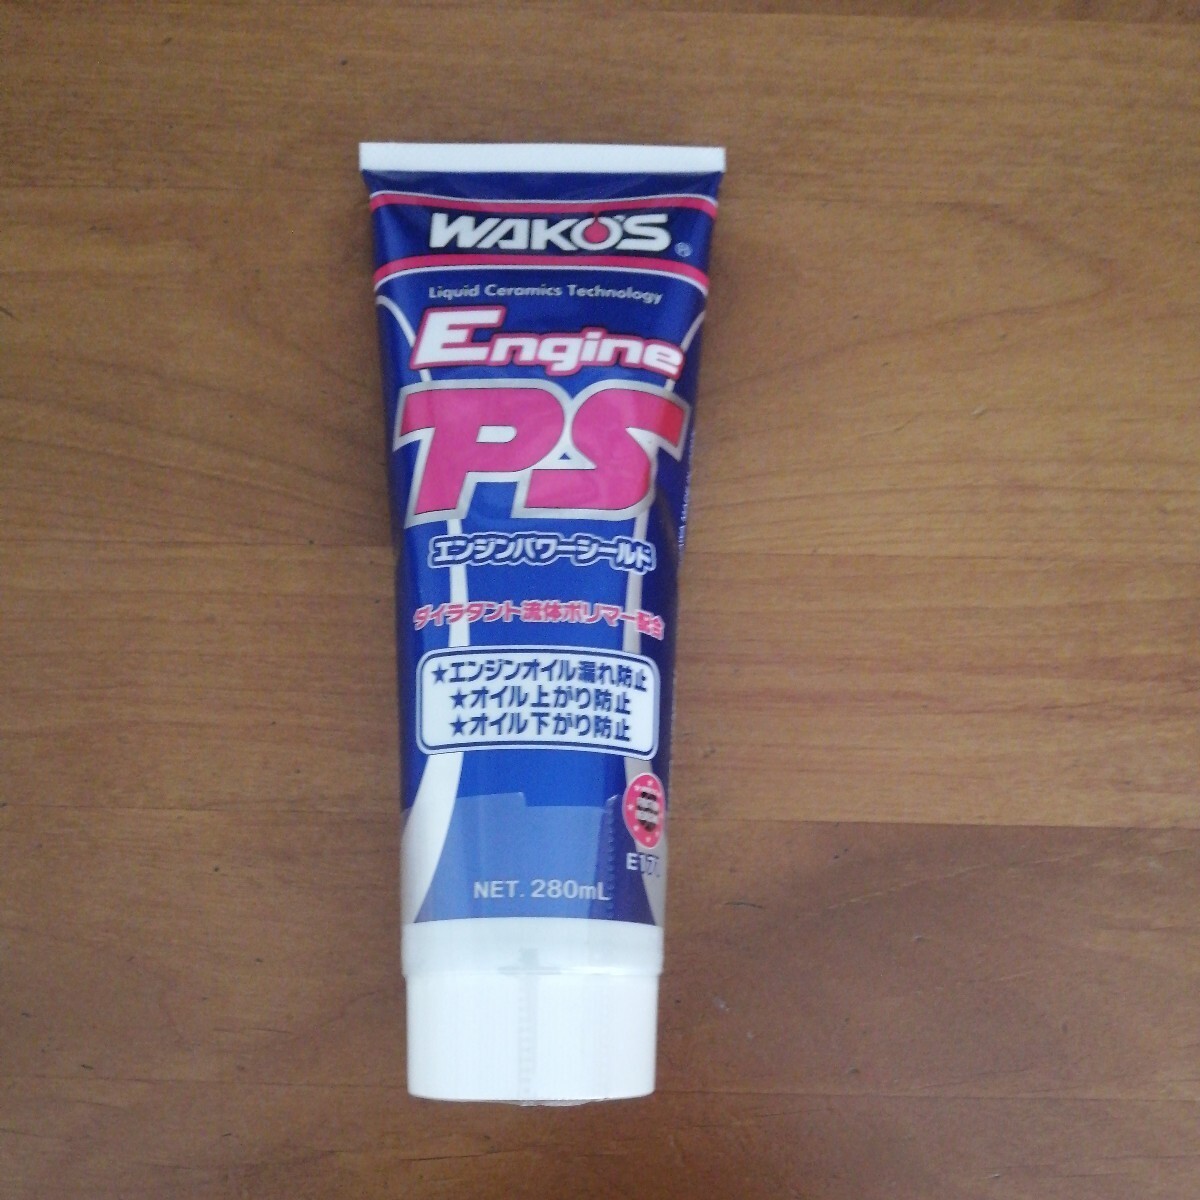 WAKO'S ®
Liquid Ceramics Technology
Engine
PS
エンジンパワーシールド
ダイラタント流体ポリマー配合
★エンジンオイル漏れ防止
★オイル上がり防止
★オイル下がり防止
E171
NET. 280mL